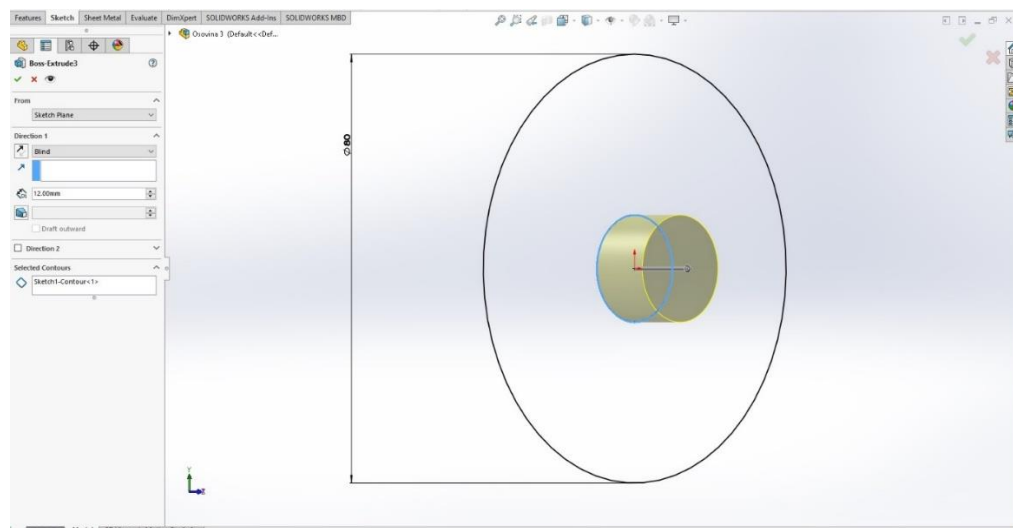 Features Sketch Sheet Metal Evaluate DimXpert SOLIDWORKS Add-Ins SOLIDWORKS MBD
Osovina 3 (Default<<Def...
Boss-Extrude3
From
Sketch Plane
Direction 1
Blind
12.00mm
Draft outward
Direction 2
Selected Contours
Sketch1-Contour<1>
Ø80
Y
Z